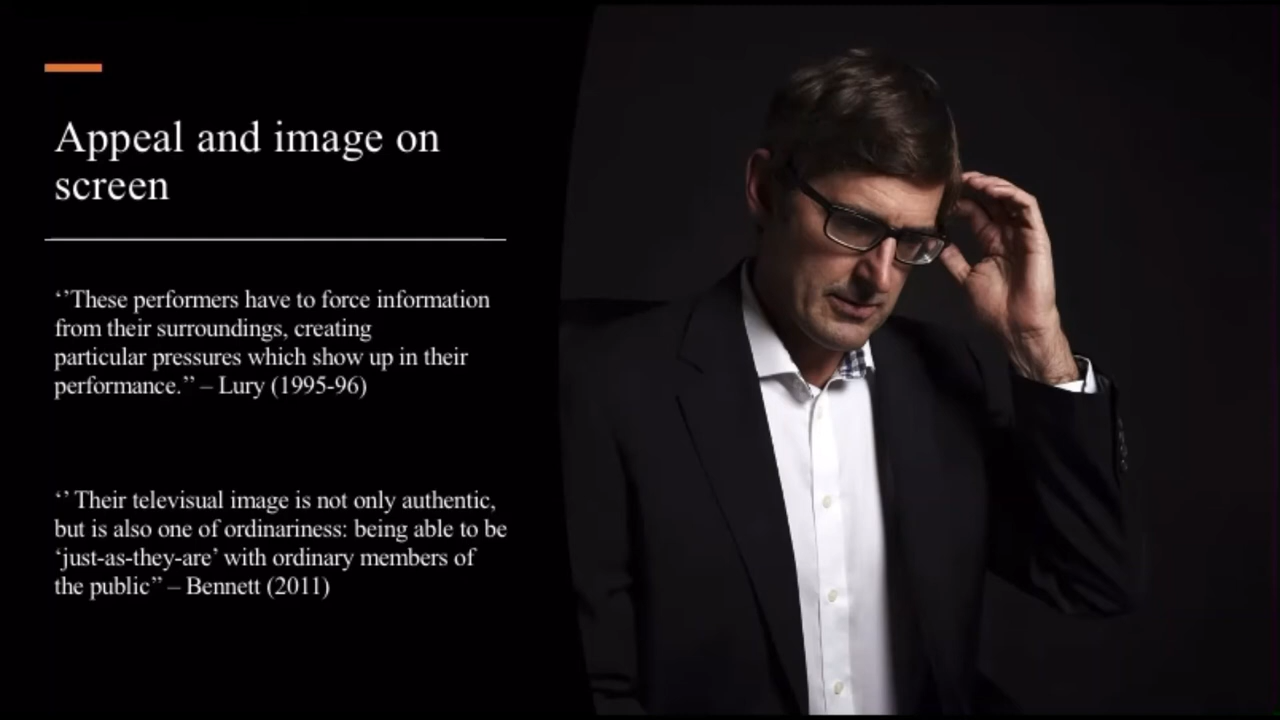 Appeal and image on
screen
‘’These performers have to force information
from their surroundings, creating
particular pressures which show up in their
performance.’’ – Lury (1995-96)
‘’ Their televisual image is not only authentic,
but is also one of ordinariness: being able to be
‘just-as-they-are’ with ordinary members of
the public” – Bennett (2011)